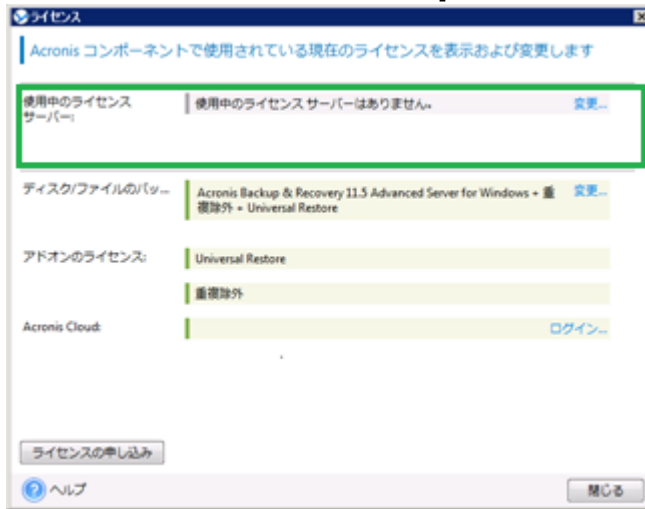 ライセンス
Acronis コンポーネントで使用されている現在のライセンスを表示および変更します
使用中のライセンス
サーバー:
使用中のライセンス サーバーはありません。
変更...
ディスク/ファイルのバッ...
Acronis Backup & Recovery 11.5 Advanced Server for Windows + 重
複除外 + Universal Restore
変更...
アドオンのライセンス:
Universal Restore
重複除外
Acronis Cloud:
ログイン...
ライセンスの申し込み
ヘルプ
閉じる